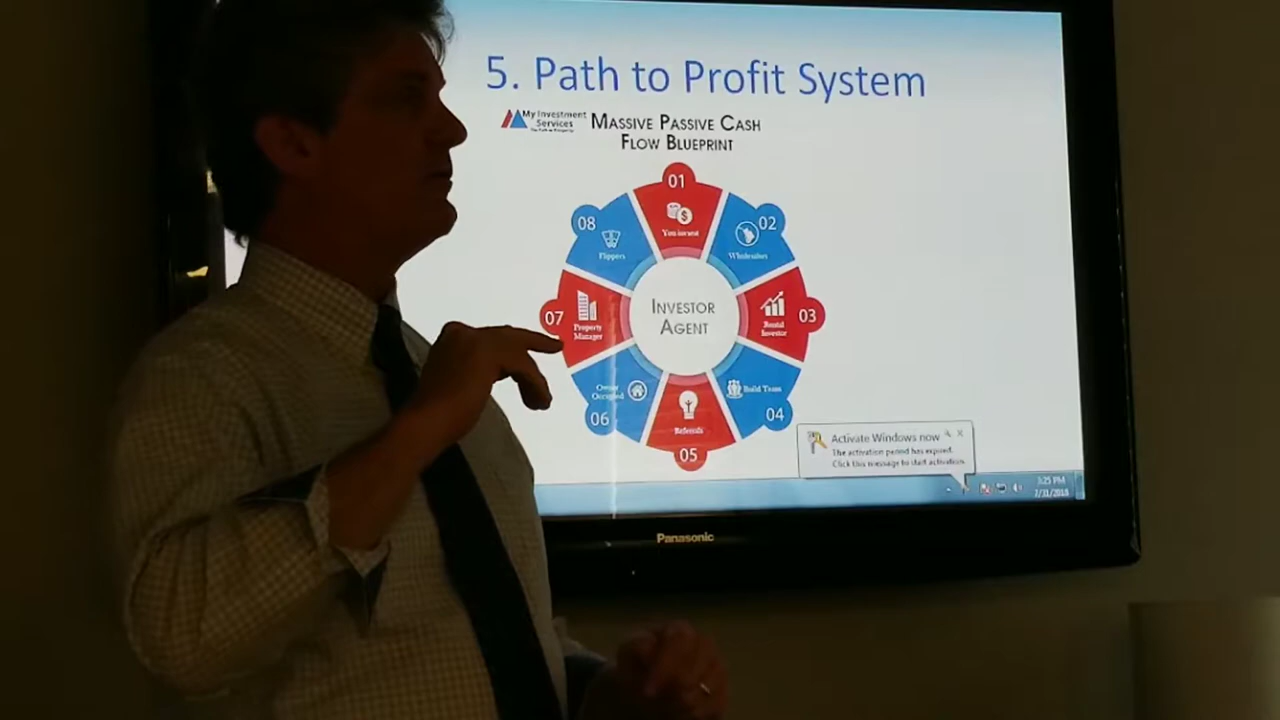 5. Path to Profit System
My Investment
Services
MASSIVE PASSIVE CASH
FLOW BLUEPRINT
01
You invest
02
Wholesalers
03
Rental
Investor
04
Build Team
05
Referrals
06
Owner
Occupied
07
Property
Manager
08
Flippers
INVESTOR
AGENT
Activate Windows now
The activation period has expired.
Click this message to start activation.
3:25 PM
Panasonic